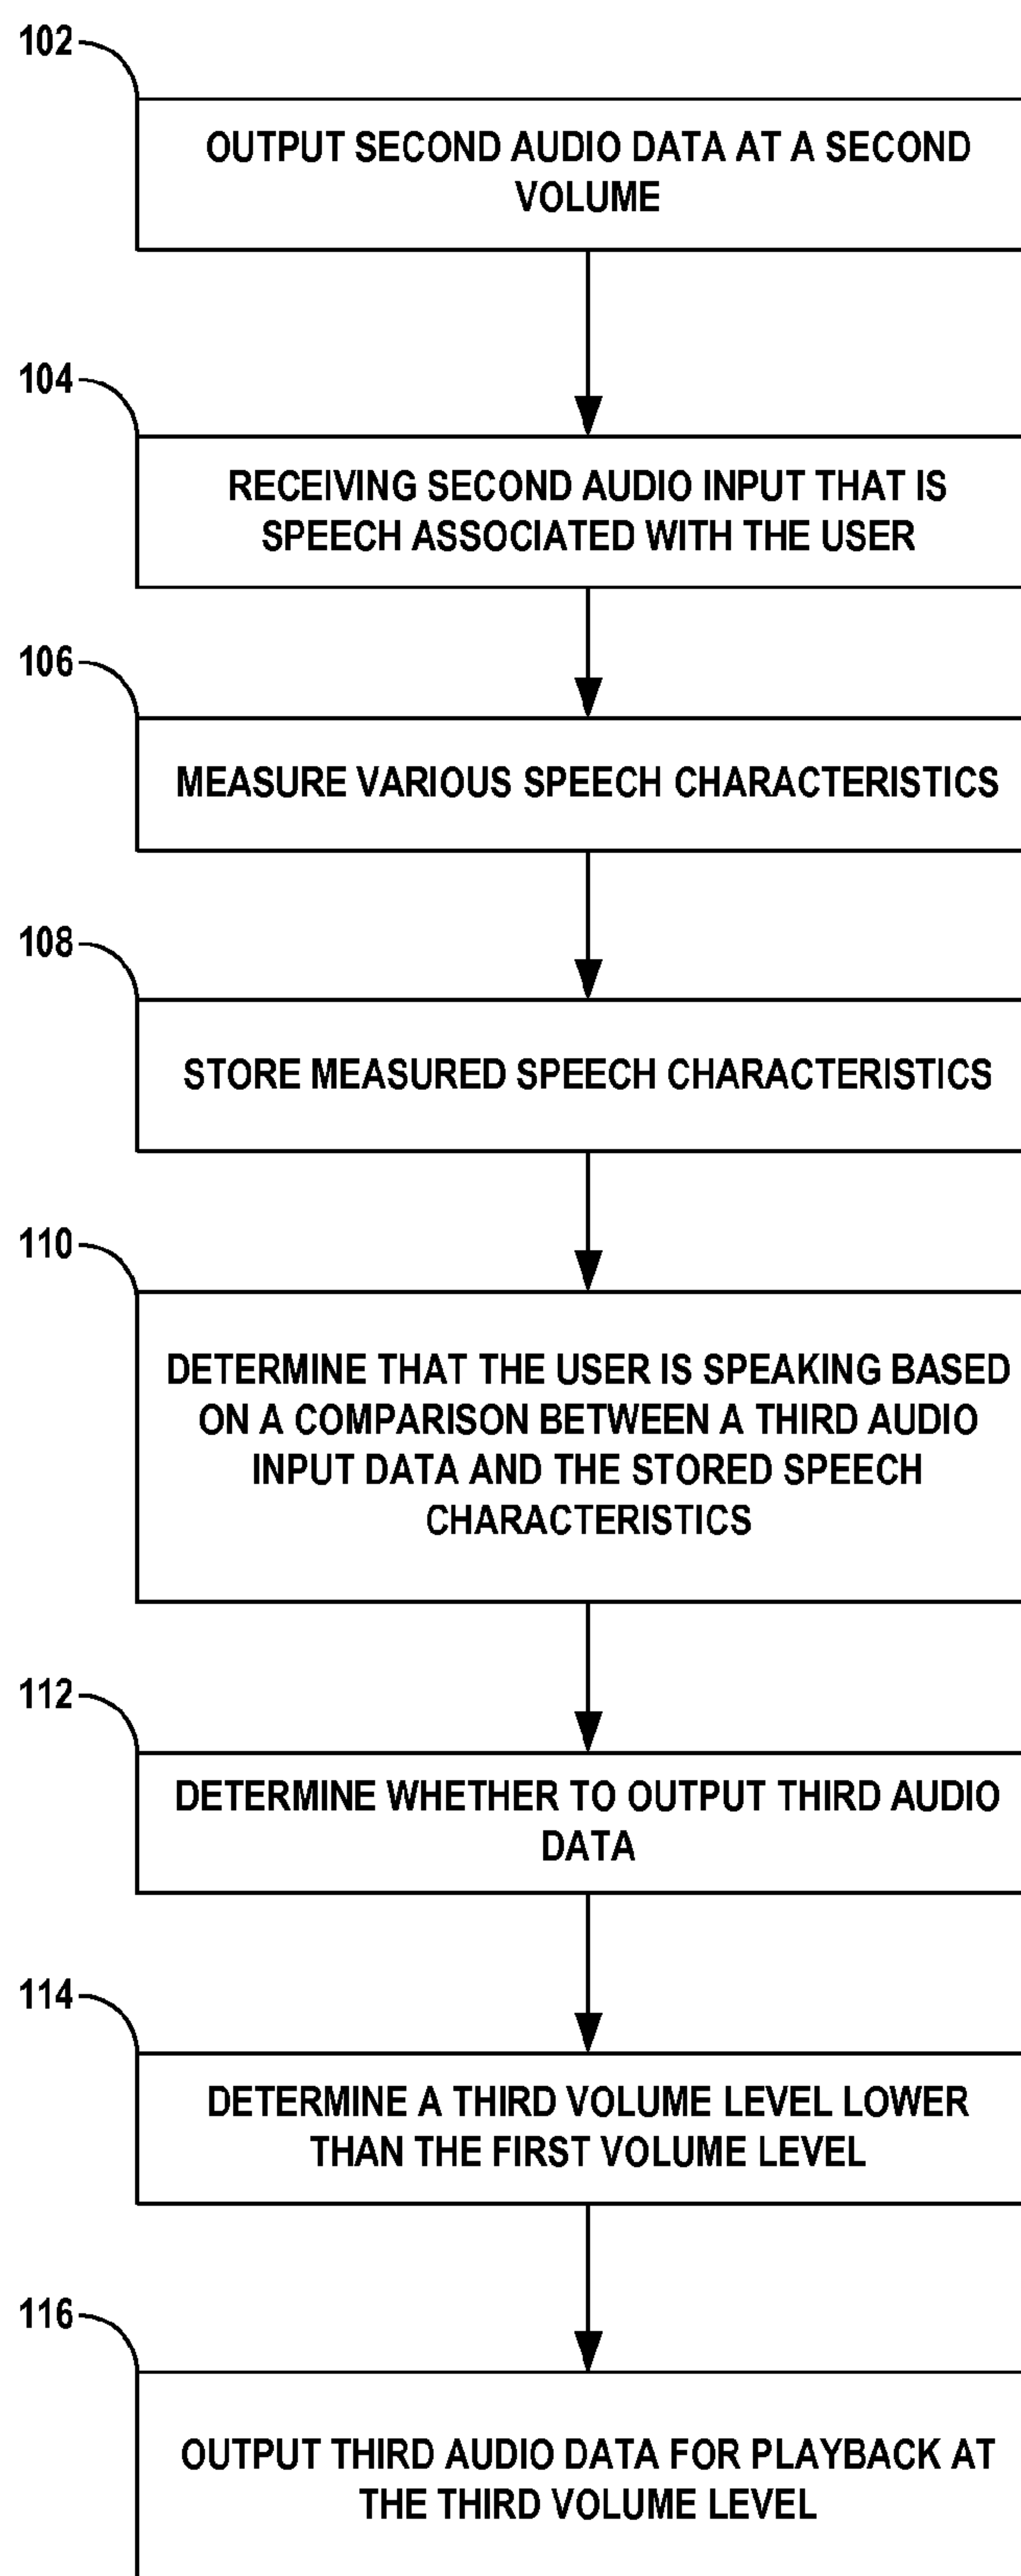 102
OUTPUT SECOND AUDIO DATA AT A SECOND
VOLUME
104
RECEIVING SECOND AUDIO INPUT THAT IS
SPEECH ASSOCIATED WITH THE USER
106
MEASURE VARIOUS SPEECH CHARACTERISTICS
108
STORE MEASURED SPEECH CHARACTERISTICS
110
DETERMINE THAT THE USER IS SPEAKING BASED
ON A COMPARISON BETWEEN A THIRD AUDIO
INPUT DATA AND THE STORED SPEECH
CHARACTERISTICS
112
DETERMINE WHETHER TO OUTPUT THIRD AUDIO
DATA
114
DETERMINE A THIRD VOLUME LEVEL LOWER
THAN THE FIRST VOLUME LEVEL
116
OUTPUT THIRD AUDIO DATA FOR PLAYBACK AT
THE THIRD VOLUME LEVEL